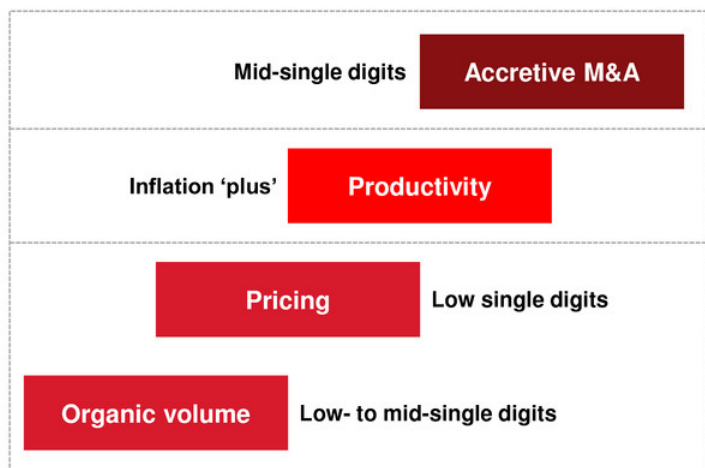 Mid-single digits
Accretive M&A
Inflation ‘plus’
Productivity
Pricing
Low single digits
Organic volume
Low- to mid-single digits